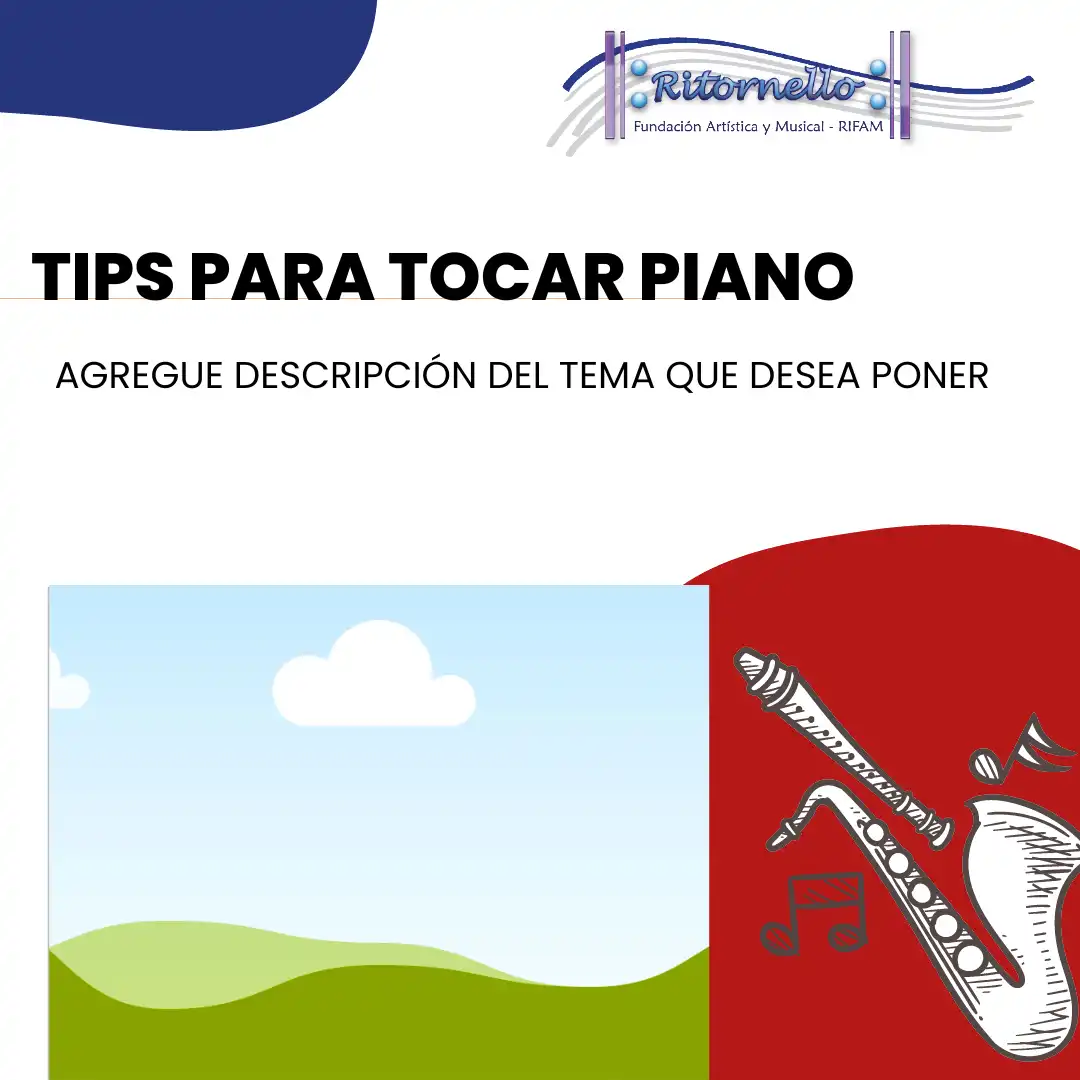 Ritornello
Fundación Artística y Musical - RIFAM
TIPS PARA TOCAR PIANO
AGREGUE DESCRIPCIÓN DEL TEMA QUE DESEA PONER